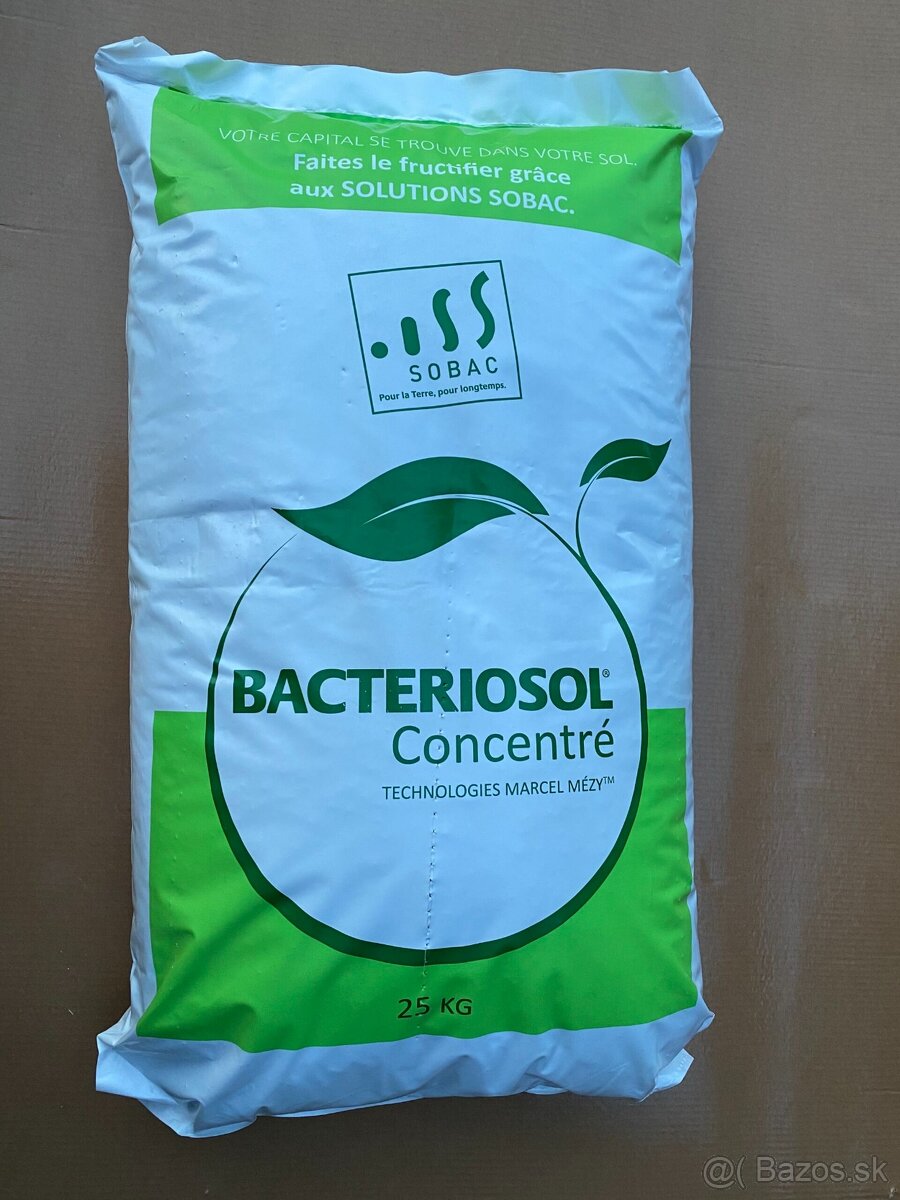 VOTRE CAPITAL SE TROUVE DANS VOTRE SOL.
Faites le fructifier grâce
aux SOLUTIONS SOBAC.
SOBAC
Pour la Terre, pour longtemps.
BACTERIOSOL®
Concentré
TECHNOLOGIES MARCEL MÉZY™
25 KG
@( Bazos.sk